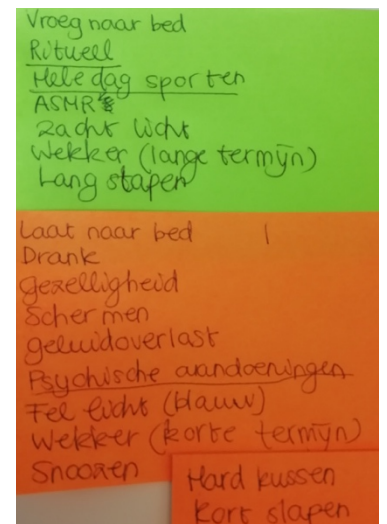 Vroeg naar bed
Ritueel
Hele dag sporten
ASMR
Zacht licht
Wekker (lange termijn)
Lang slapen
Laat naar bed
Drank
Gezelligheid
Schermen
geluidoverlast
Psychische aandoeningen
Fel licht (blauw)
Wekker (korte termijn)
Snoozen
Hard kussen
Kort slapen